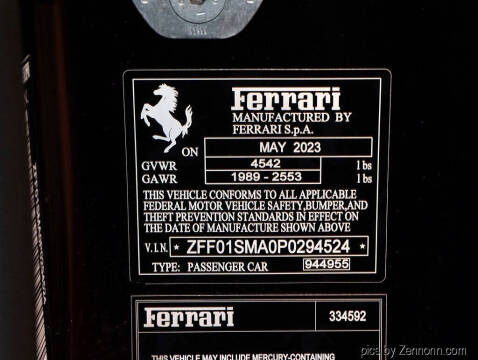 Ferrari
MANUFACTURED BY
FERRARI S.p.A.
ON MAY 2023
GVWR 4542 lbs
GAWR 1989 - 2553 lbs
THIS VEHICLE CONFORMS TO ALL APPLICABLE
FEDERAL MOTOR VEHICLE SAFETY,BUMPER,AND
THEFT PREVENTION STANDARDS IN EFFECT ON
THE DATE OF MANUFACTURE SHOWN ABOVE
V.I.N. * ZFF01SMA0P0294524 *
TYPE: PASSENGER CAR 944955
Ferrari 334592
THIS VEHICLE MAY INCLUDE MERCURY-CONTAINING
pics by Zennonn.com